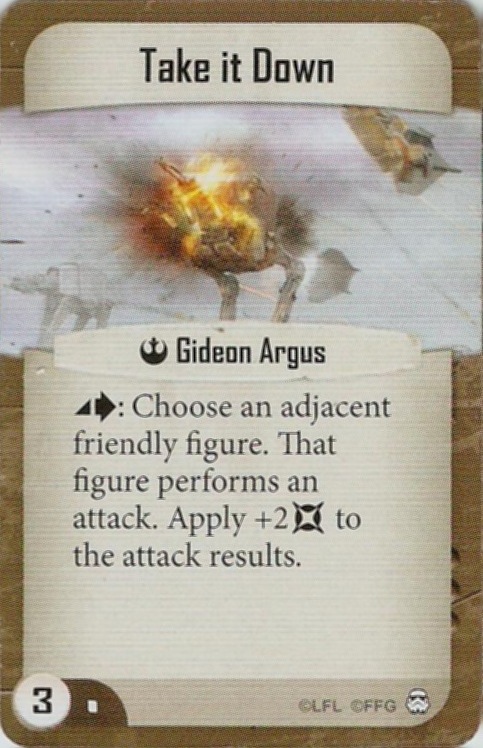 Take it Down
Gideon Argus
: Choose an adjacent
friendly figure. That
figure performs an
attack. Apply +2 to
the attack results.
3
©LFL ©FFG